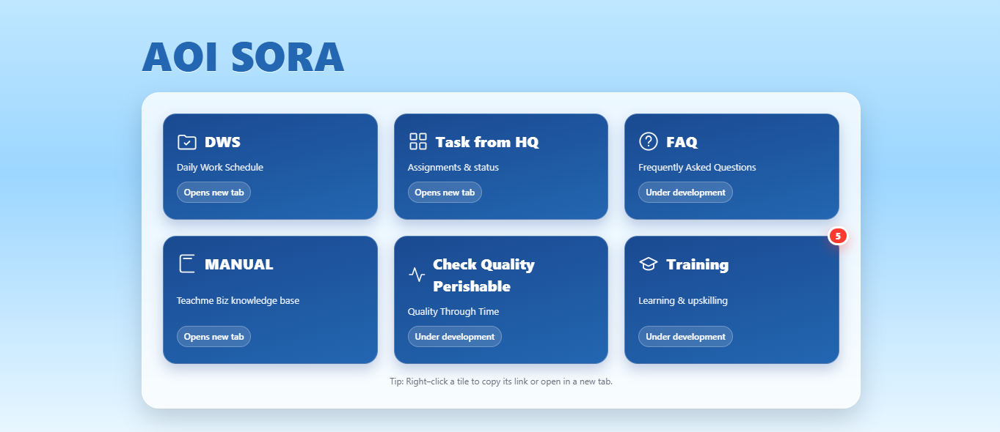 AOI SORA
DWS
Daily Work Schedule
Opens new tab
Task from HQ
Assignments & status
Opens new tab
FAQ
Frequently Asked Questions
Under development
MANUAL
Teachme Biz knowledge base
Opens new tab
Check Quality
Perishable
Quality Through Time
Under development
5
Training
Learning & upskilling
Under development
Tip: Right–click a tile to copy its link or open in a new tab.